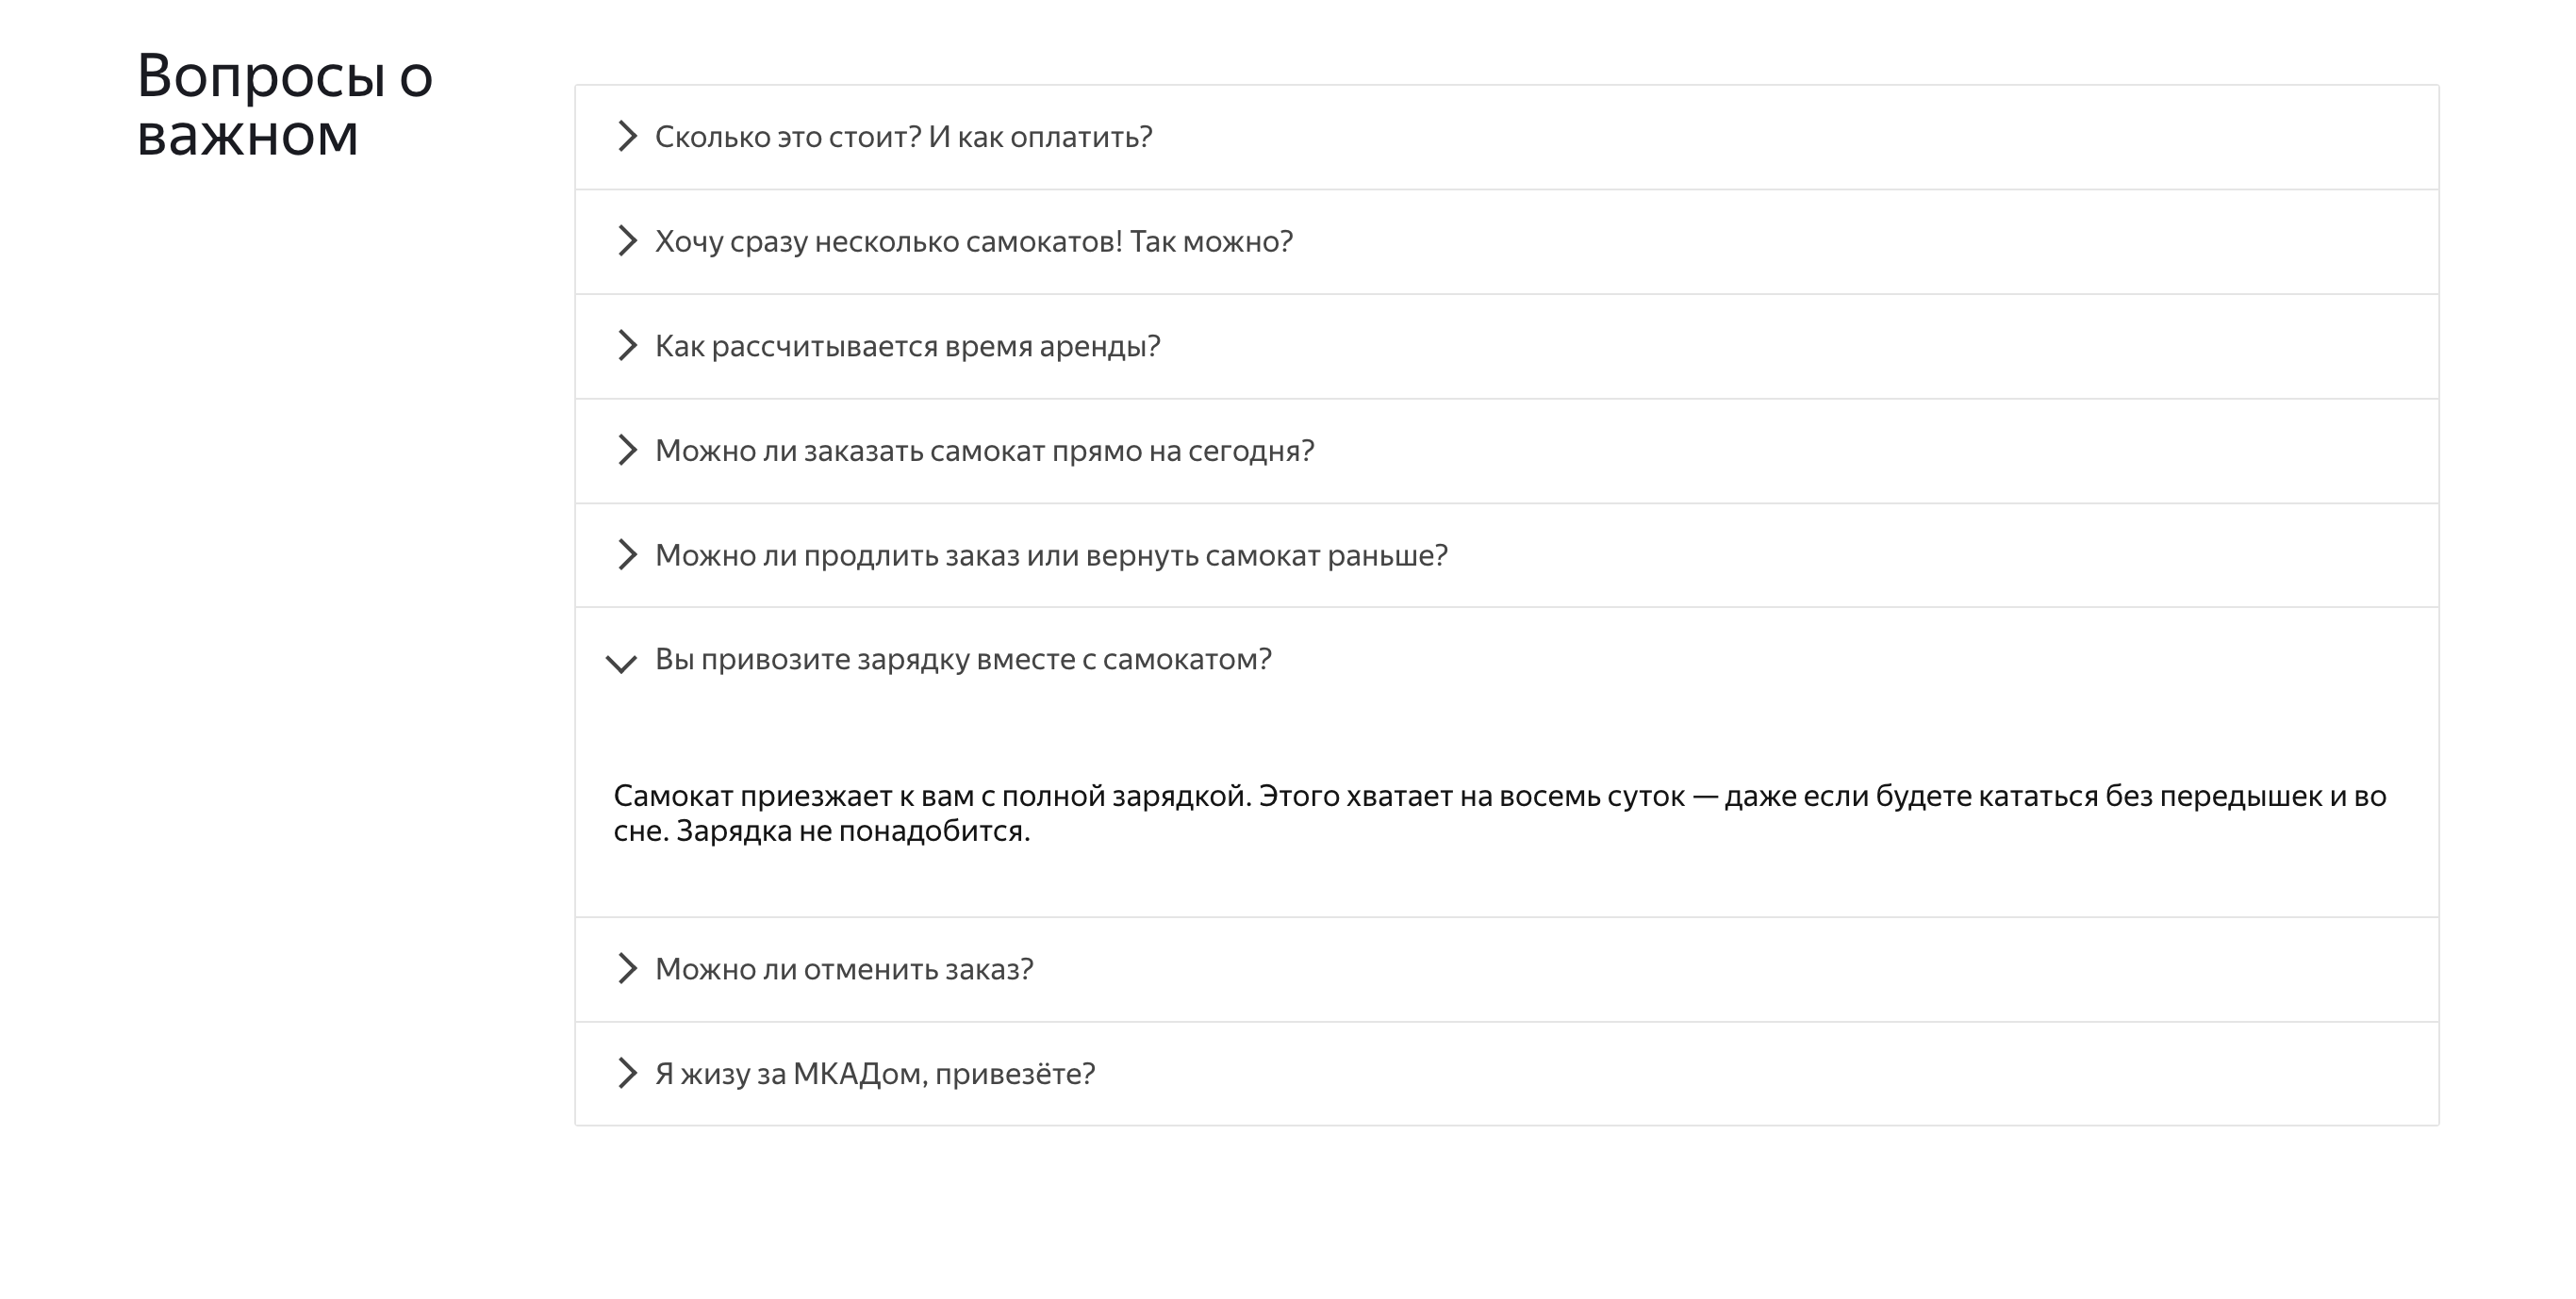 Вопросы о
важном
Сколько это стоит? И как оплатить?
Хочу сразу несколько самокатов! Так можно?
Как рассчитывается время аренды?
Можно ли заказать самокат прямо на сегодня?
Можно ли продлить заказ или вернуть самокат раньше?
Вы привозите зарядку вместе с самокатом?
Самокат приезжает к вам с полной зарядкой. Этого хватает на восемь суток — даже если будете кататься без передышек и во
сне. Зарядка не понадобится.
Можно ли отменить заказ?
Я жизу за МКАДом, привезёте?